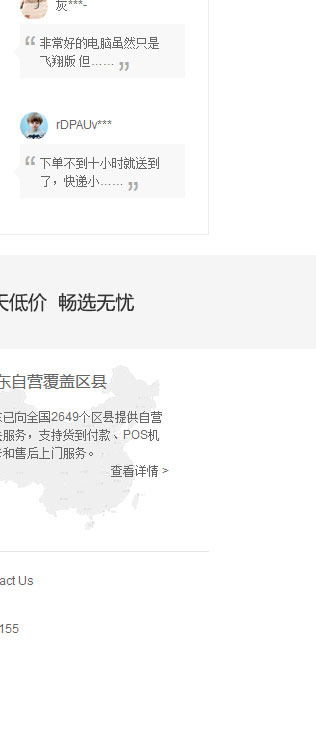 灰***-
“ 非常好的电脑虽然只是
飞翔版 但…… ”
rDPAUv***
“ 下单不到十小时就送到
了，快递小…… ”
天低价 畅选无忧
东自营覆盖区县
已向全国2649个区县提供自营
服务，支持货到付款、POS机
和售后上门服务。
查看详情 >
act Us
155